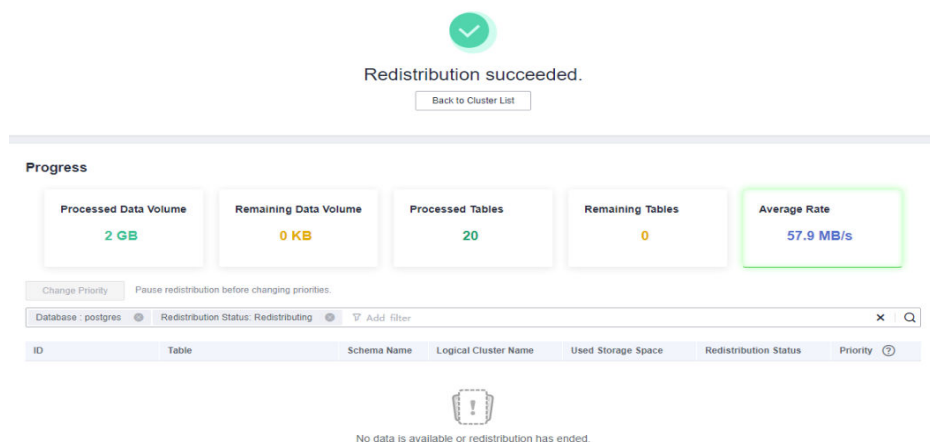 Redistribution succeeded.
Back to Cluster List
Progress
Processed Data Volume Remaining Data Volume Processed Tables Remaining Tables Average Rate
2 GB 0 KB 20 0 57.9 MB/s
Change Priority Pause redistribution before changing priorities.
Database : postgres Redistribution Status: Redistributing Add filter
ID Table Schema Name Logical Cluster Name Used Storage Space Redistribution Status Priority ?
!
No data is available or redistribution has ended.